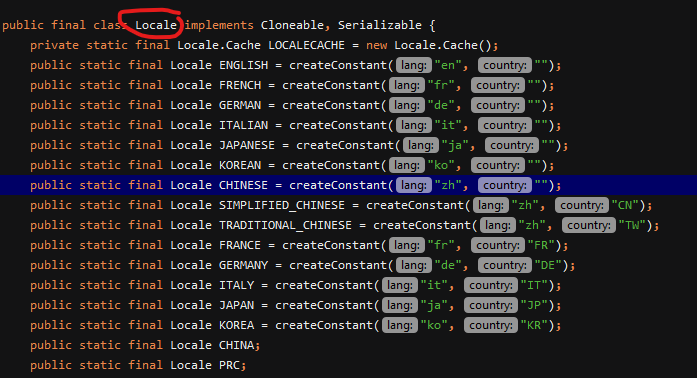 public final class Locale implements Cloneable, Serializable {
private static final Locale.Cache LOCALECACHE = new Locale.Cache();
public static final Locale ENGLISH = createConstant( lang: "en", country: "");
public static final Locale FRENCH = createConstant( lang: "fr", country: "");
public static final Locale GERMAN = createConstant( lang: "de", country: "");
public static final Locale ITALIAN = createConstant( lang: "it", country: "");
public static final Locale JAPANESE = createConstant( lang: "ja", country: "");
public static final Locale KOREAN = createConstant( lang: "ko", country: "");
public static final Locale CHINESE = createConstant( lang: "zh", country: "");
public static final Locale SIMPLIFIED_CHINESE = createConstant( lang: "zh", country: "CN");
public static final Locale TRADITIONAL_CHINESE = createConstant( lang: "zh", country: "TW");
public static final Locale FRANCE = createConstant( lang: "fr", country: "FR");
public static final Locale GERMANY = createConstant( lang: "de", country: "DE");
public static final Locale ITALY = createConstant( lang: "it", country: "IT");
public static final Locale JAPAN = createConstant( lang: "ja", country: "JP");
public static final Locale KOREA = createConstant( lang: "ko", country: "KR");
public static final Locale CHINA;
public static final Locale PRC;